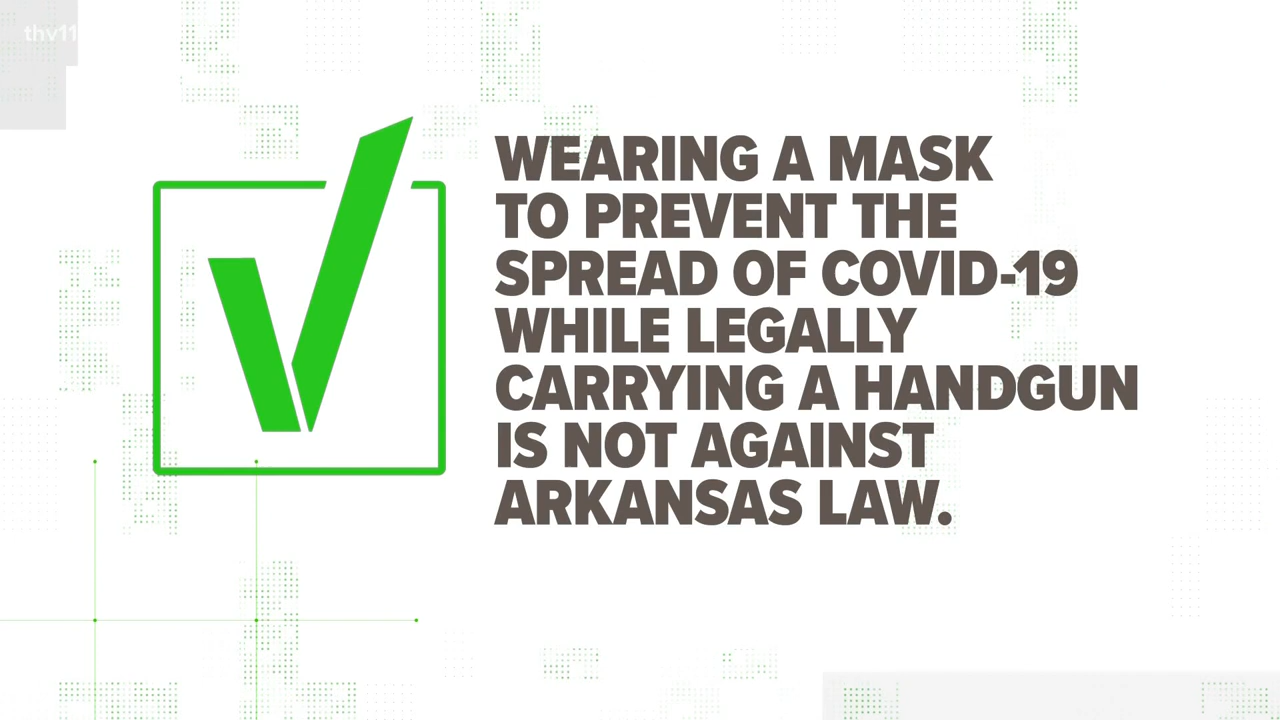 thv11
WEARING A MASK
TO PREVENT THE
SPREAD OF COVID-19
WHILE LEGALLY
CARRYING A HANDGUN
IS NOT AGAINST
ARKANSAS LAW.